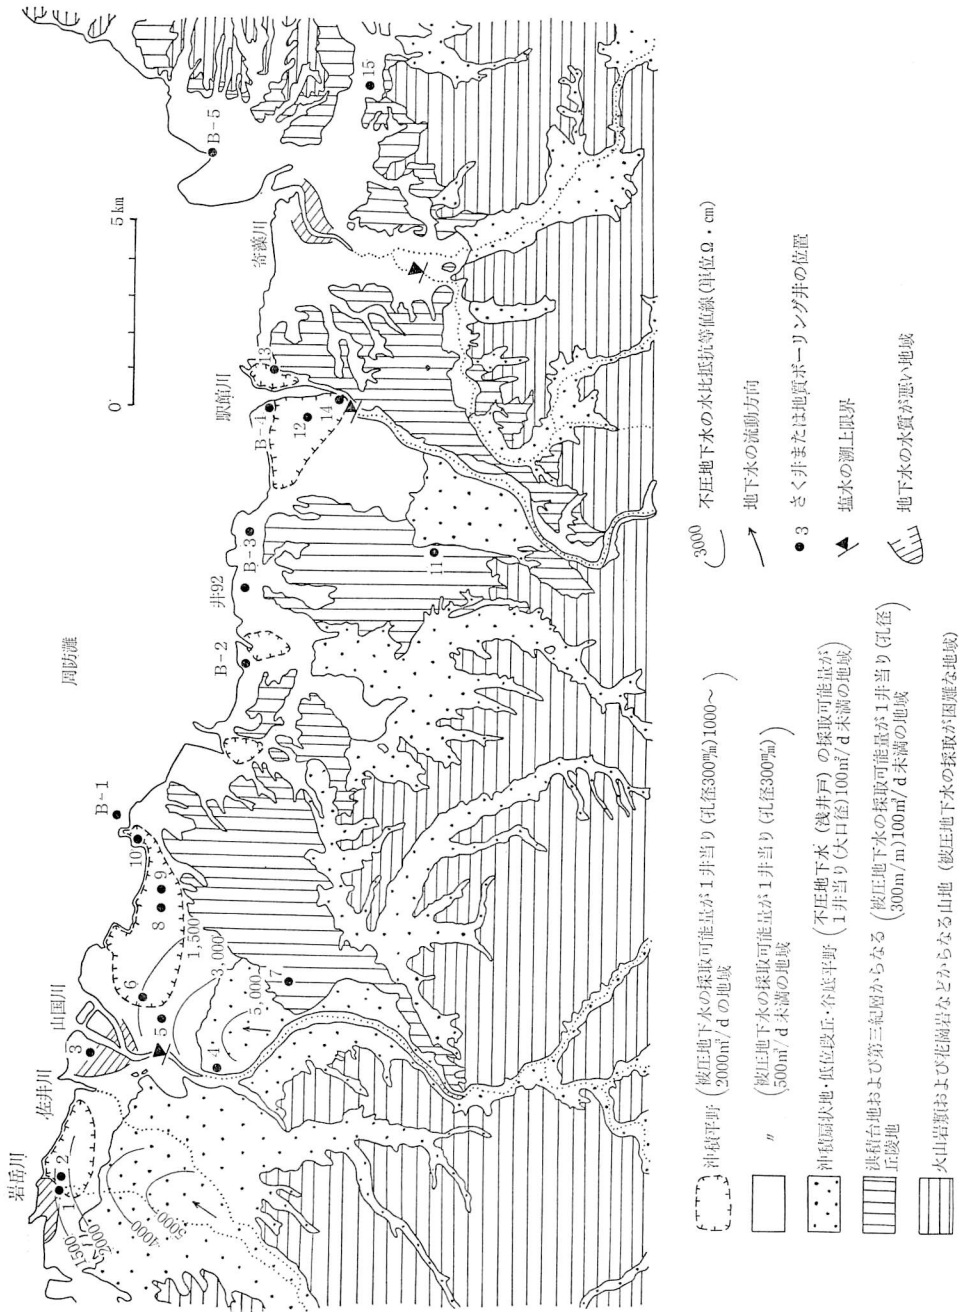 周防灘
岩岳川
佐井川
山国川
駅館川
寄藻川
0
5km
1
2
3
4
5
6
7
8
9
10
11
12
13
14
15
B-1
B-2
B-3
B-5
井92
B-1
1500
2000
4000
5000
1,500
3,000
5,000
沖積平野(被圧地下水の採取可能量が1井当り(孔径300㎜)1000~
2000m³/dの地域)
〃(被圧地下水の採取可能量が1井当り(孔径300㎜)
500m³/d未満の地域)
沖積扇状地・低位段丘・谷底平野(不圧地下水(浅井戸)の採取可能量が
1井当り(大口径)100m³/d未満の地域)
洪積台地および第三紀層からなる
丘陵地
(被圧地下水の採取可能量が1井当り(孔径
300m/m)100m³/d未満の地域)
火山岩類および花崗岩などからなる山地(被圧地下水の採取が困難な地域)
3000
不圧地下水の水比抵抗等値線(単位Ω・cm)
地下水の流動方向
3
さく井または地質ボーリング井の位置
塩水の溯上限界
地下水の水質が悪い地域